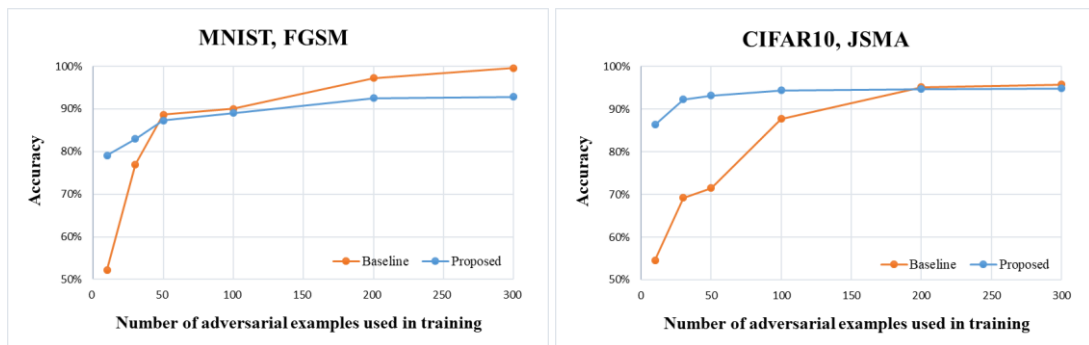 MNIST, FGSM
100%
90%
80%
70%
60%
50%
Accuracy
0 50 100 150 200 250 300
Baseline Proposed
Number of adversarial examples used in training
CIFAR10, JSMA
100%
90%
80%
70%
60%
50%
Accuracy
0 50 100 150 200 250 300
Baseline Proposed
Number of adversarial examples used in training